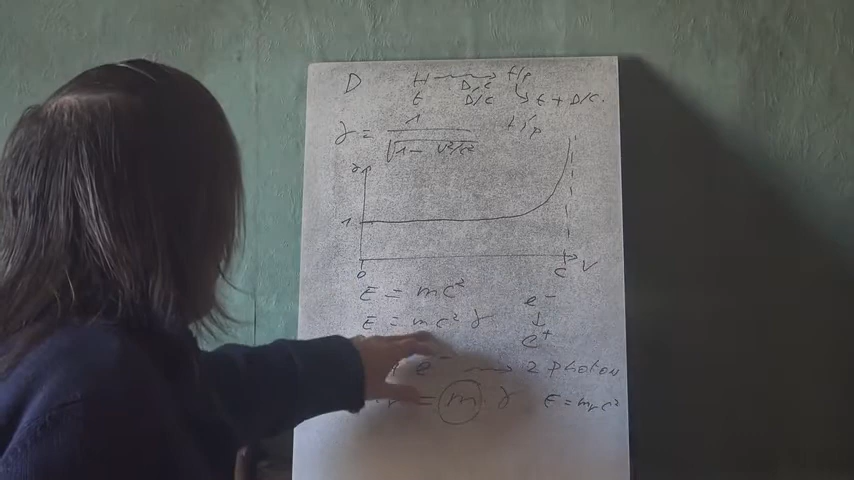 D H → t/p
t D/C D/C ↳ t + D/C.
γ = 1 / √1 - v²/c² t'p
γ
1
0 C V
E = mc² e⁻
E = mc² γ ↓
e⁺
e⁻ → 2 photon
= m · γ E = mᵣc²